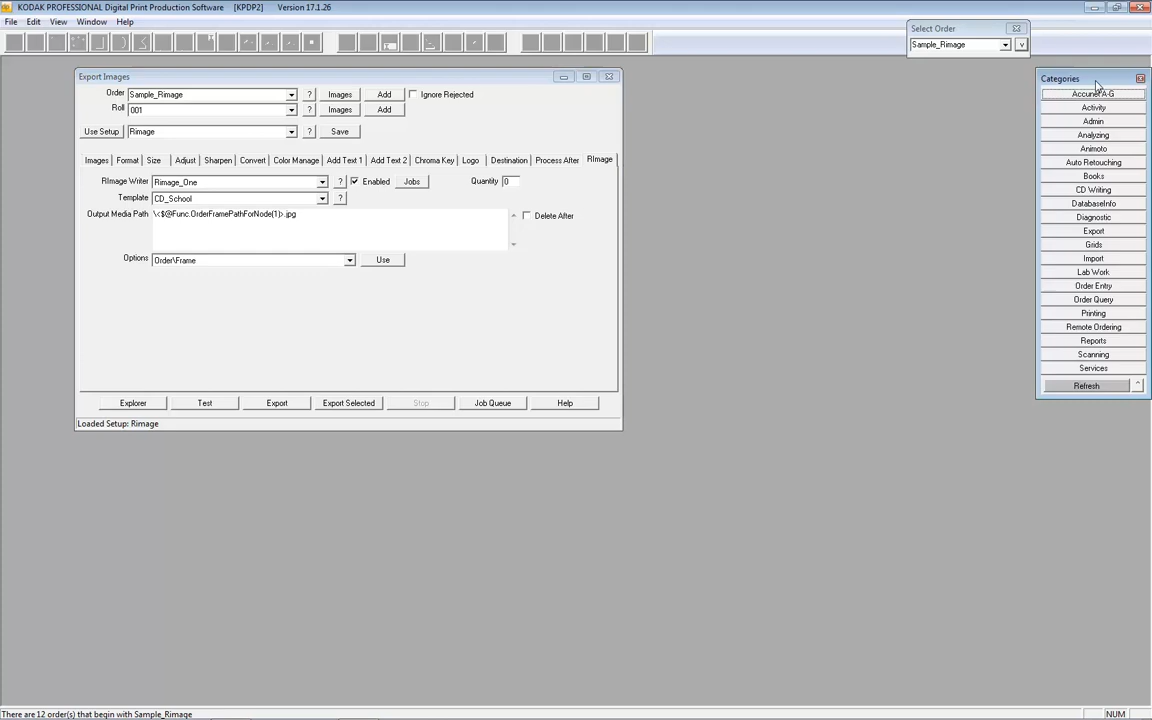 KODAK PROFESSIONAL Digital Print Production Software [KPDP2] Version 17.1.26
File Edit View Window Help
Select Order
Sample_Rimage
v
Export Images
Order Sample_Rimage ? Images Add Ignore Rejected
Roll 001 ? Images Add
Use Setup Rimage ? Save
Images Format Size Adjust Sharpen Convert Color Manage Add Text 1 Add Text 2 Chroma Key Logo Destination Process After RImage
RImage Writer Rimage_One ? Enabled Jobs Quantity 0
Template CD_School ?
Output Media Path \<$@Func.OrderFramePathForNode(1)>.jpg Delete After
Options Order\Frame Use
Explorer Test Export Export Selected Stop Job Queue Help
Loaded Setup: Rimage
Categories
Activity
Admin
Analyzing
Animoto
Auto Retouching
Books
CD Writing
DatabaseInfo
Diagnostic
Export
Grids
Import
Lab Work
Order Entry
Order Query
Printing
Remote Ordering
Reports
Scanning
Services
Refresh ^
There are 12 order(s) that begin with Sample_Rimage
NUM